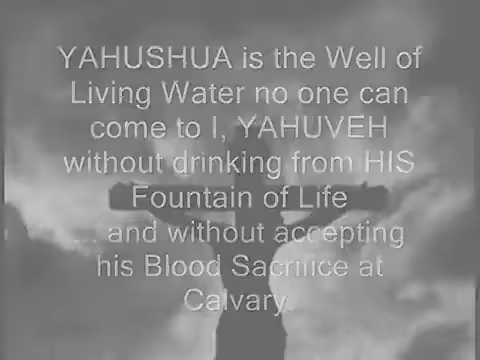 YAHUSHUA is the Well of
Living Water no one can
come to I, YAHUVEH
without drinking from HIS
Fountain of Life
.... and without accepting
his Blood Sacrifice at
Calvary.